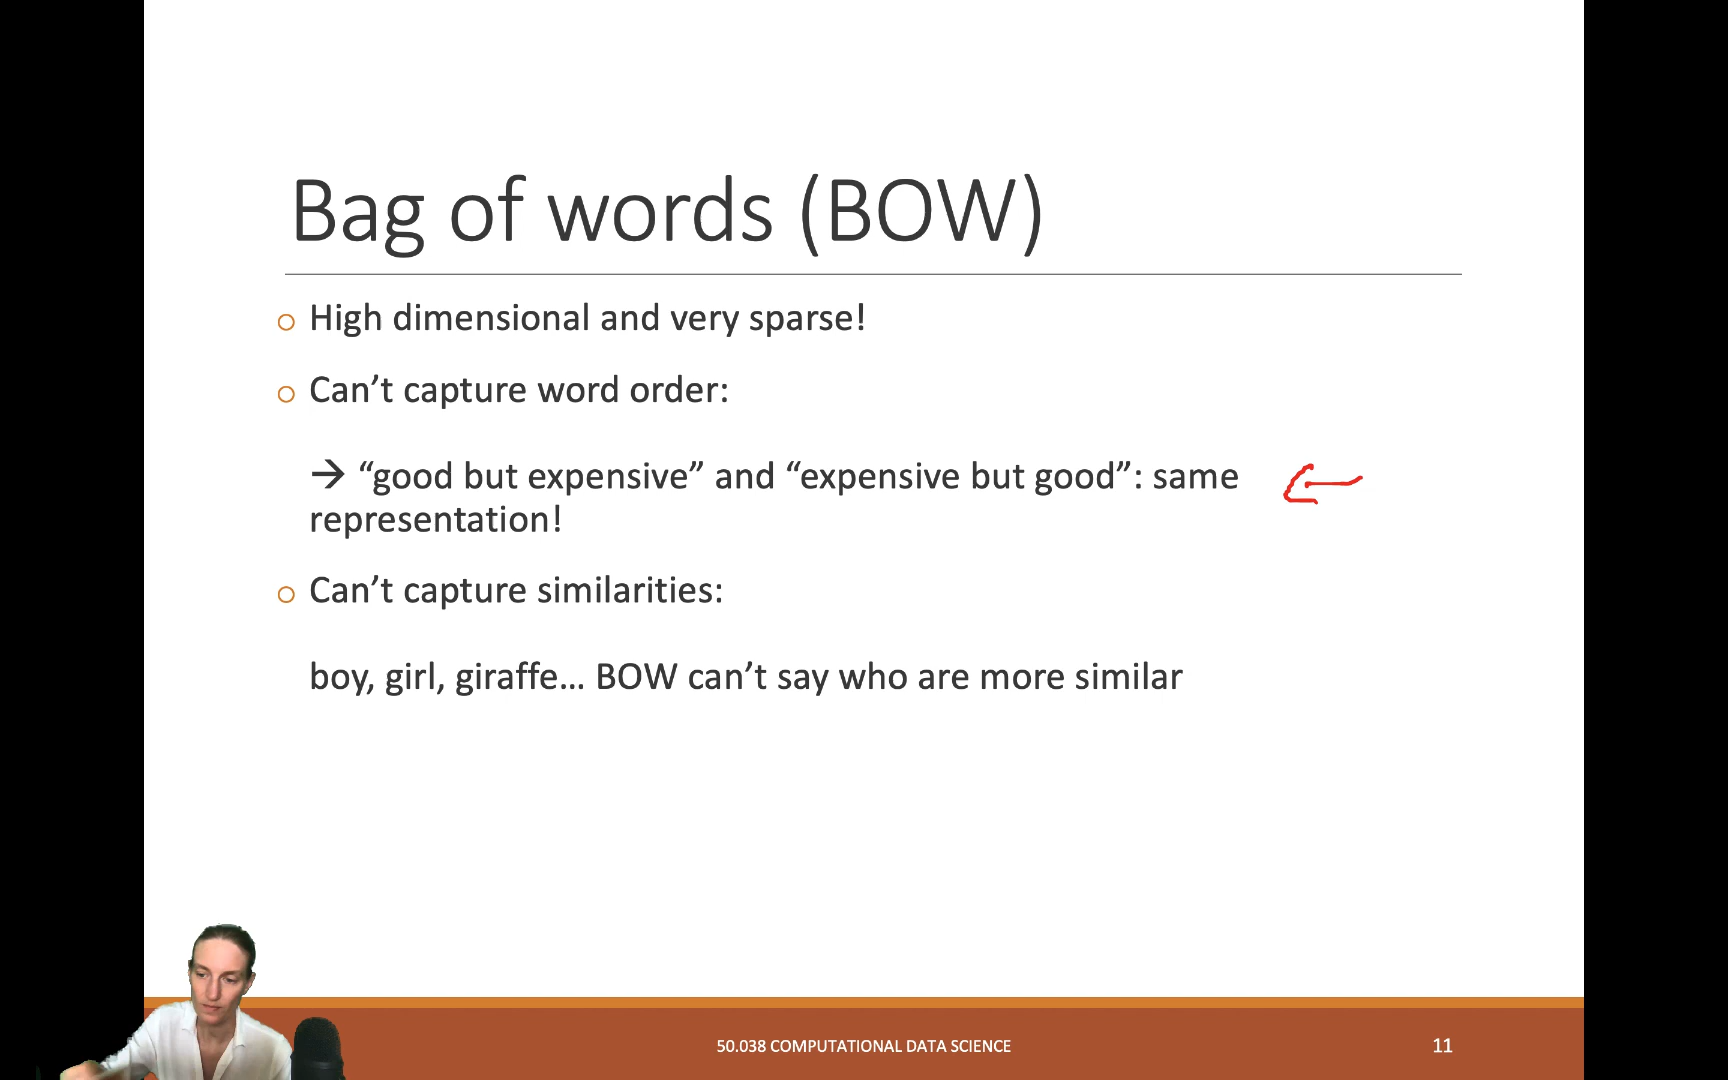 Bag of words (BOW)
o High dimensional and very sparse!
o Can’t capture word order:
→ “good but expensive” and “expensive but good”: same
representation!
o Can’t capture similarities:
boy, girl, giraffe… BOW can’t say who are more similar
50.038 COMPUTATIONAL DATA SCIENCE
11